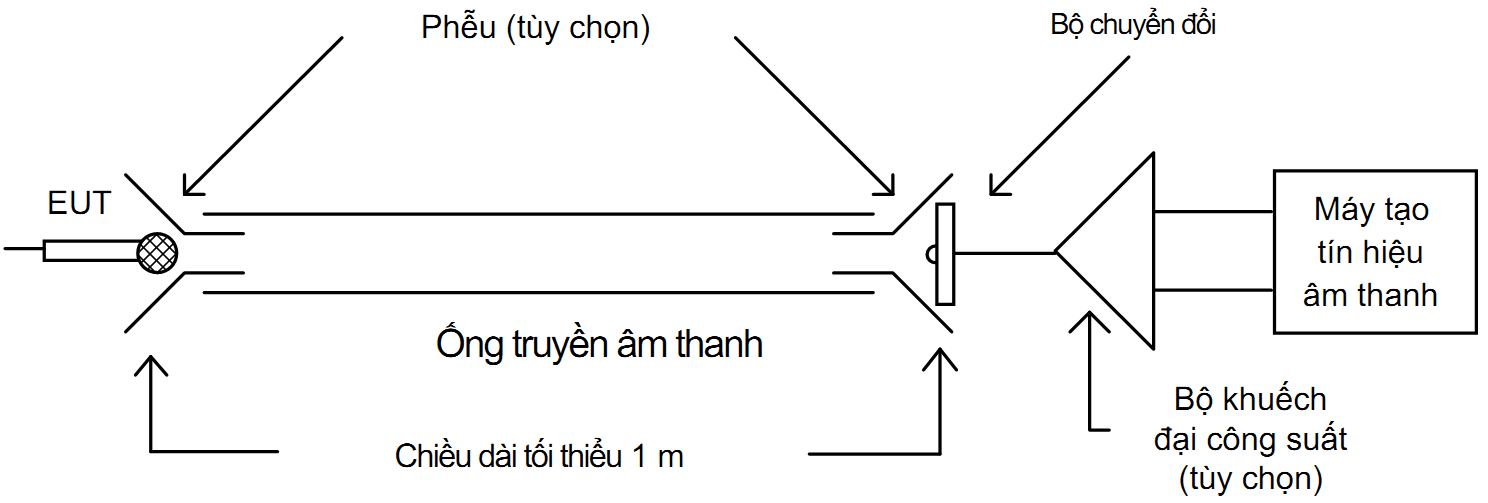 Phễu (tùy chọn)
Bộ chuyển đổi
EUT
Máy tạo
tín hiệu
âm thanh
Ống truyền âm thanh
Chiều dài tối thiểu 1 m
Bộ khuếch
đại công suất
(tùy chọn)